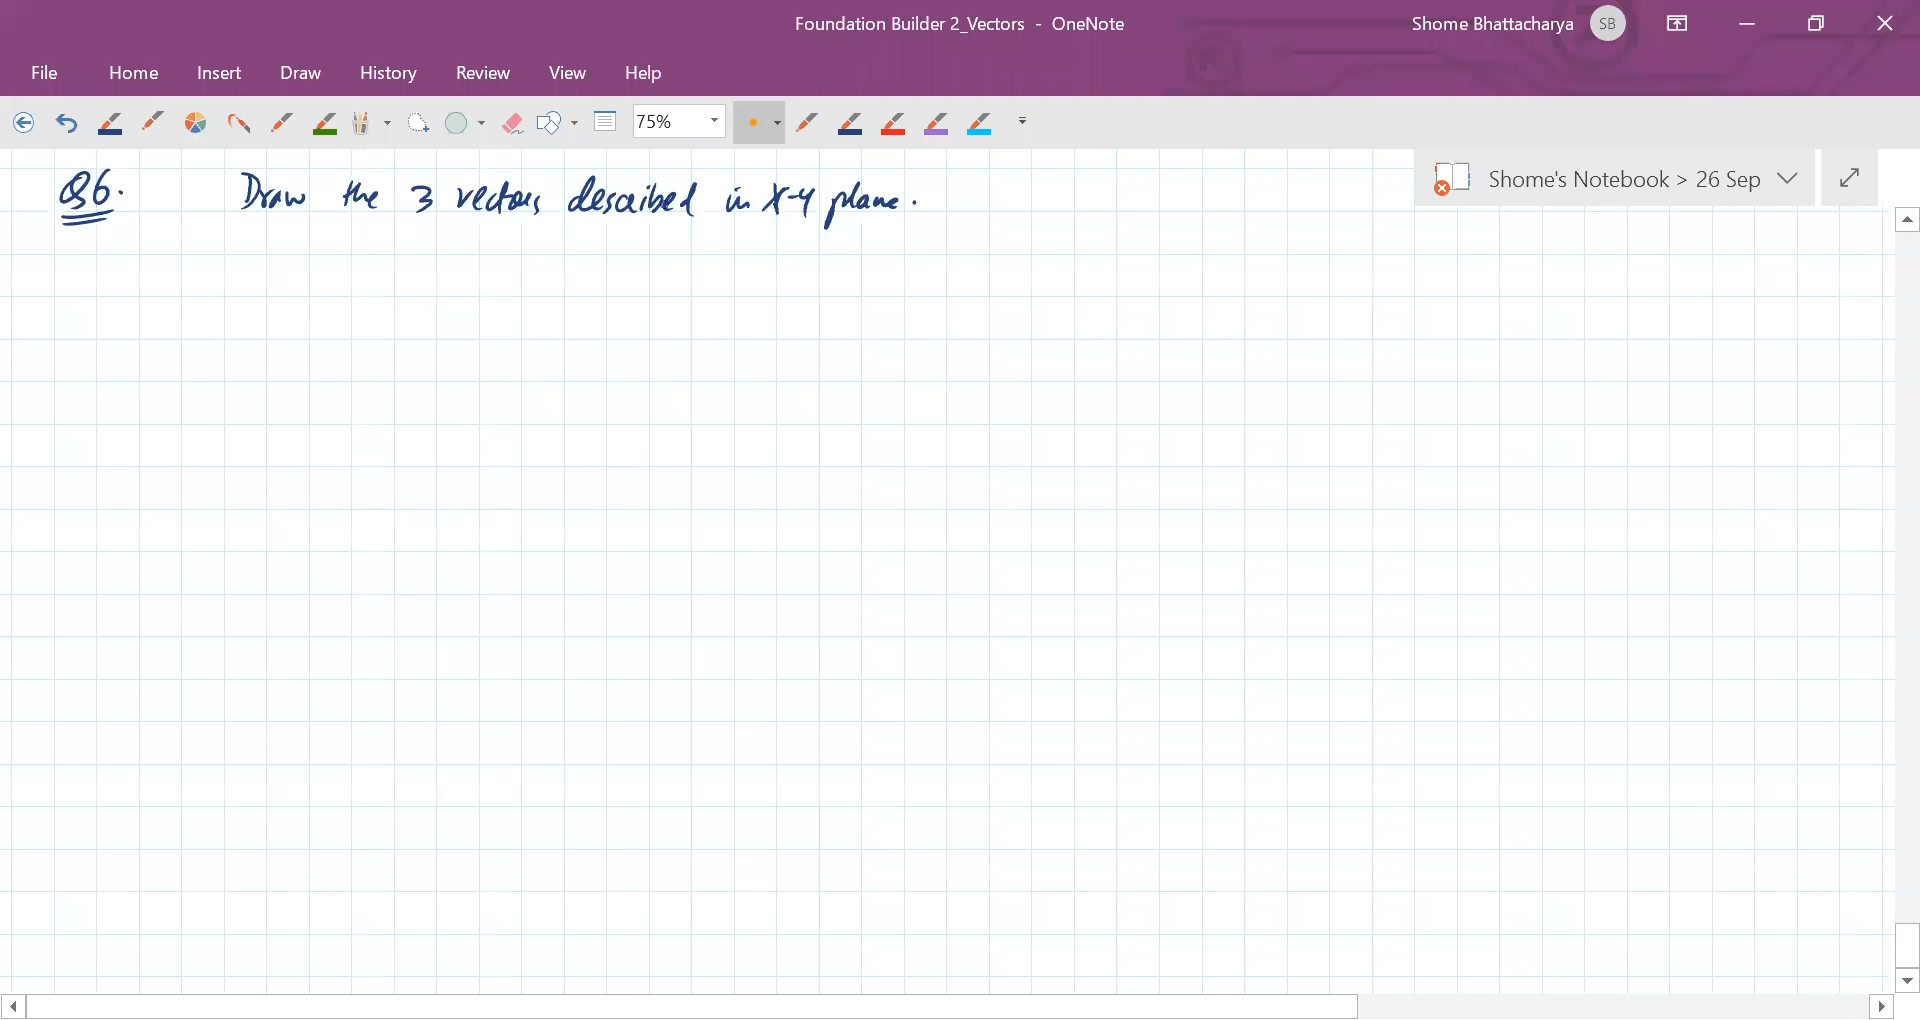 Foundation Builder 2_Vectors - OneNote
Shome Bhattacharya SB
File Home Insert Draw History Review View Help
75%
Q6. Draw the 3 vectors described in X-Y plane.
Shome's Notebook > 26 Sep